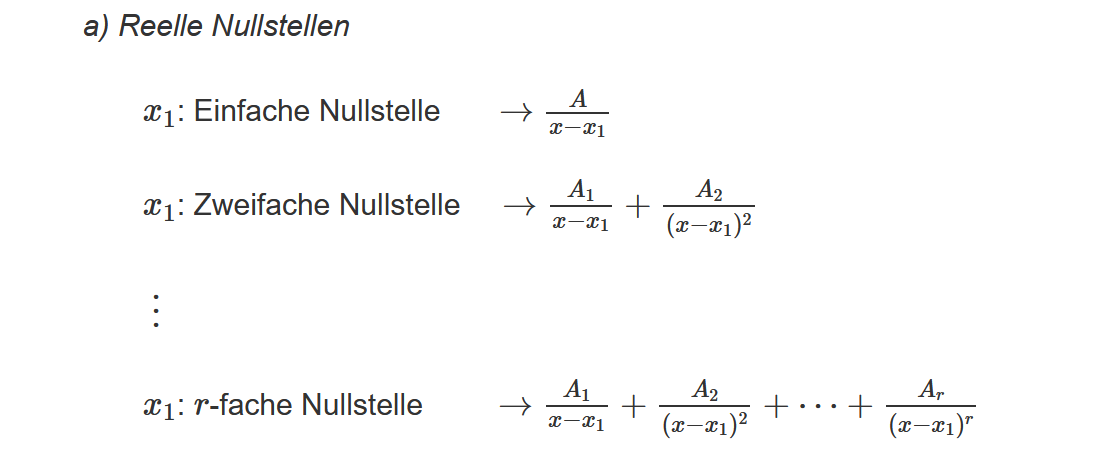 a) Reelle Nullstellen
x₁: Einfache Nullstelle → A/(x−x₁)
x₁: Zweifache Nullstelle → A₁/(x−x₁) + A₂/(x−x₁)²
⋮
x₁: r-fache Nullstelle → A₁/(x−x₁) + A₂/(x−x₁)² + ⋯ + Aᵣ/(x−x₁)ʳ